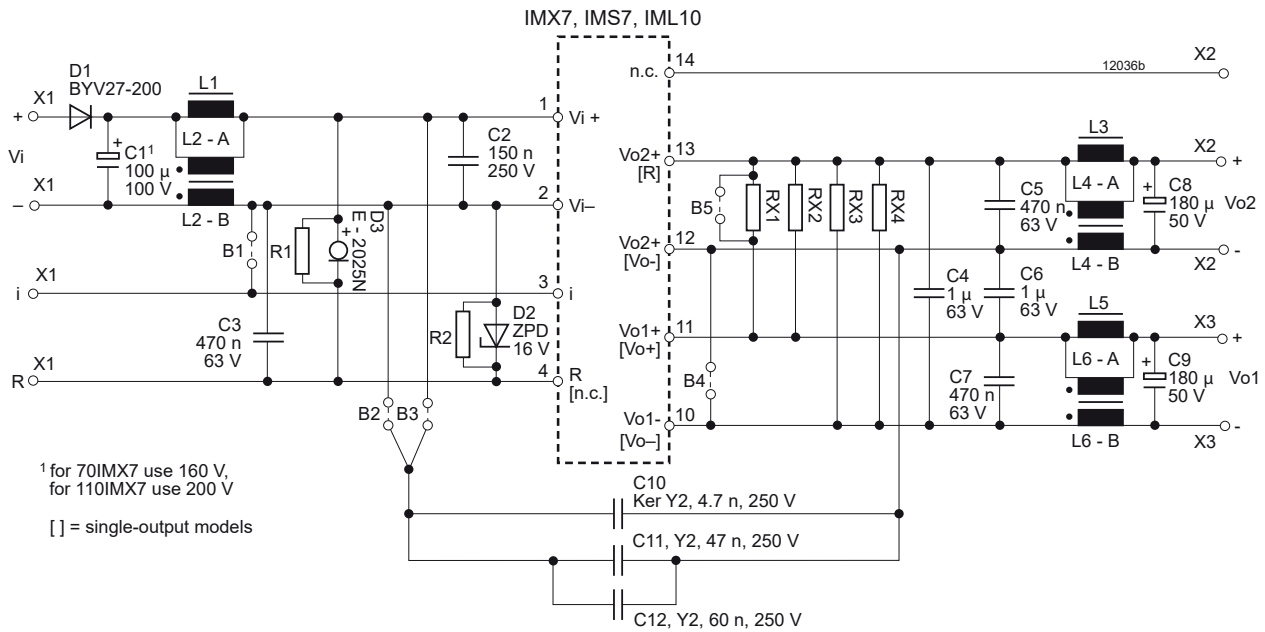 IMX7, IMS7, IML10
n.c.
14
12036b
X2
D1
BYV27-200
X1
+
L1
L2 - A
L2 - B
Vi
+
C1¹
100 µ
100 V
X1
–
1
Vi +
C2
150 n
250 V
2
Vi–
B1
R1
+
D3
E - 2025N
X1
i
3
i
C3
470 n
63 V
R2
D2
ZPD
16 V
X1
R
4
R
[n.c.]
B2
B3
Vo2+
[R]
13
B5
RX1
RX2
RX3
RX4
Vo2+
[Vo-]
12
C5
470 n
63 V
L3
L4 - A
L4 - B
+
C8
180 µ
50 V
X2
+
Vo2
-
X2
C4
1 µ
63 V
C6
1 µ
63 V
Vo1+
[Vo+]
11
B4
C7
470 n
63 V
L5
L6 - A
L6 - B
+
C9
180 µ
50 V
X3
+
Vo1
-
X3
Vo1-
[Vo–]
10
¹ for 70IMX7 use 160 V,
for 110IMX7 use 200 V
[ ] = single-output models
C10
Ker Y2, 4.7 n, 250 V
C11, Y2, 47 n, 250 V
C12, Y2, 60 n, 250 V